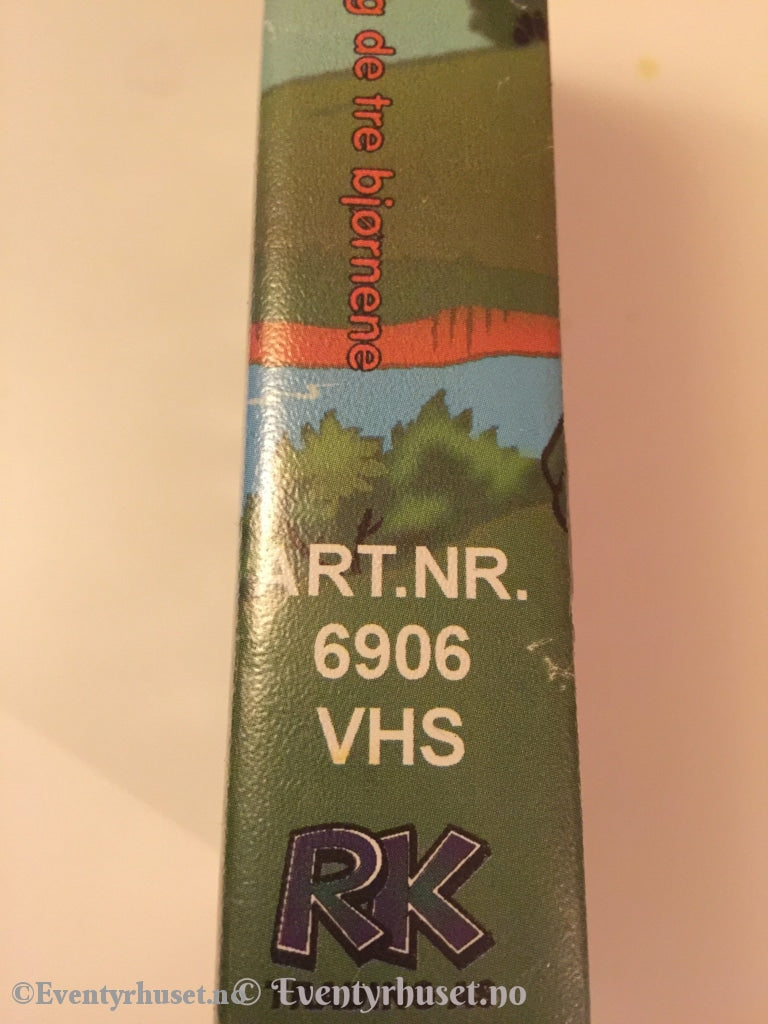 g de tre bjørnene
ART.NR.
6906
VHS
RK
©Eventyrhuset.no
© Eventyrhuset.no